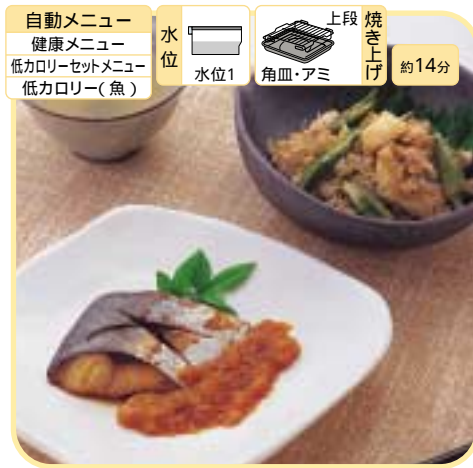 自動メニュー
健康メニュー
低カロリーセットメニュー
低カロリー(魚)
水位
水位1
上段
角皿・アミ
焼き上げ
約14分